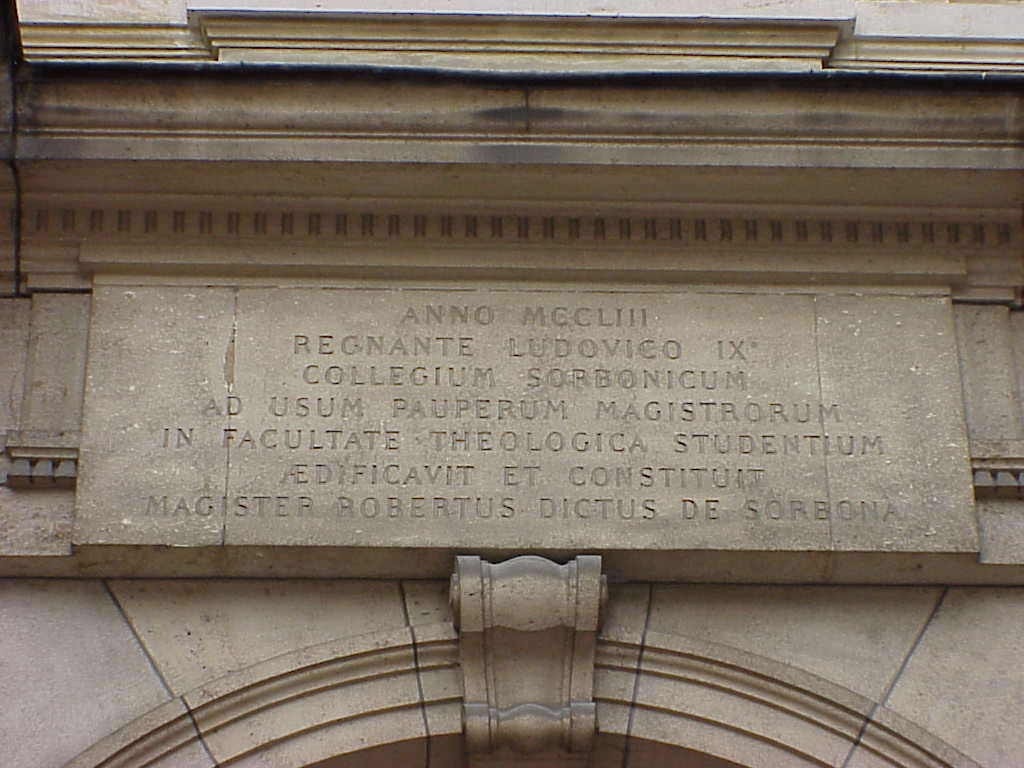 ANNO MCCLIII
REGNANTE LUDOVICO IXº
COLLEGIUM SORBONICUM
AD USUM PAUPERUM MAGISTRORUM
IN FACULTATE THEOLOGICA STUDENTIUM
ÆDIFICAVIT ET CONSTITUIT
MAGISTER ROBERTUS DICTUS DE SORBONA